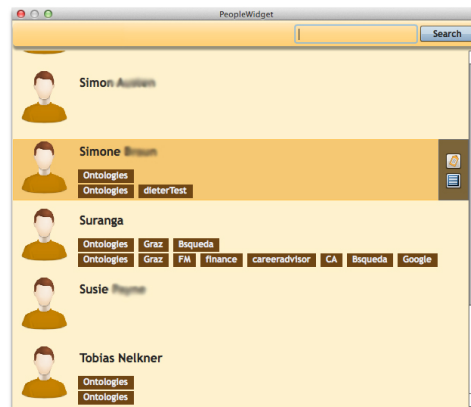 PeopleWidget
Search
Simon
Simone
Ontologies
Ontologies dieterTest
Suranga
Ontologies Graz Bsqueda
Ontologies Graz FM finance careeradvisor CA Bsqueda Google
Susie
Tobias Nelkner
Ontologies
Ontologies